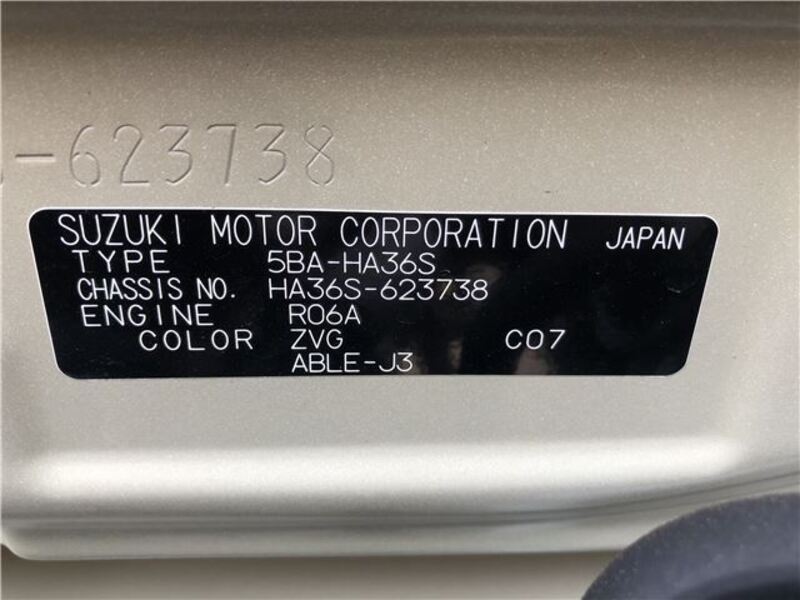 -623738
SUZUKI MOTOR CORPORATION JAPAN
TYPE 5BA-HA36S
CHASSIS NO. HA36S-623738
ENGINE R06A
COLOR ZVG C07
ABLE-J3